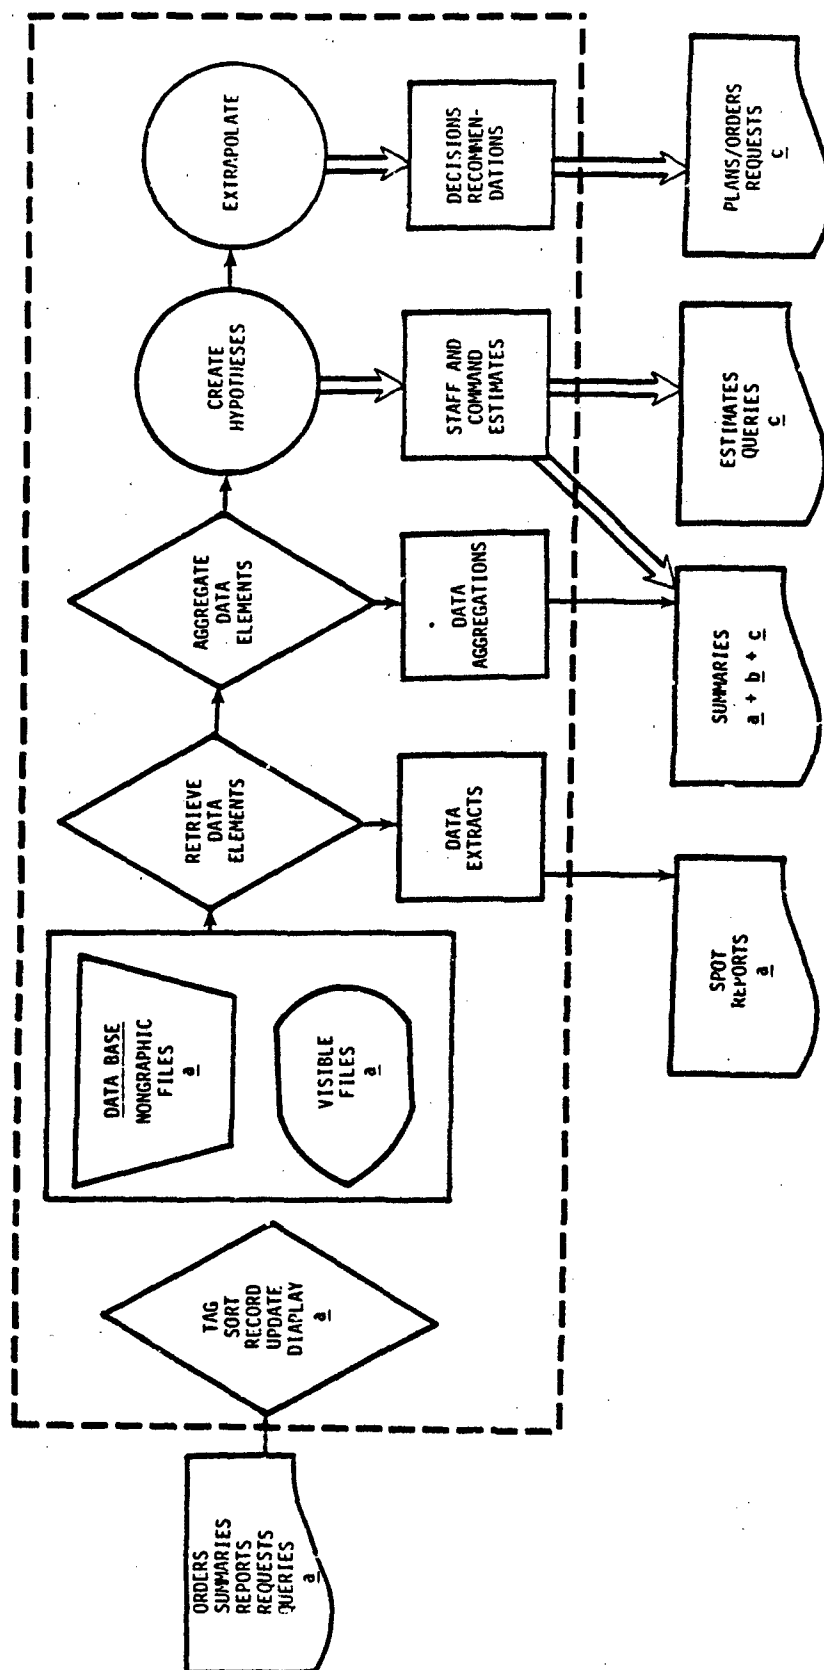 ORDERS
SUMMARIES
REPORTS
REQUESTS
QUERIES
a
TAG
SORT
RECORD
UPDATE
DIAPLAY
a
DATA BASE
NONGRAPHIC
FILES
a
VISIBLE
FILES
a
RETRIEVE
DATA
ELEMENTS
AGGREGATE
DATA
ELEMENTS
CREATE
HYPOTHESES
EXTRAPOLATE
DATA
EXTRACTS
DATA
AGGREGATIONS
STAFF AND
COMMAND
ESTIMATES
DECISIONS
RECOMMEN-
DATIONS
SPOT
REPORTS
a
SUMMARIES
a + b + c
ESTIMATES
QUERIES
c
PLANS/ORDERS
REQUESTS
c